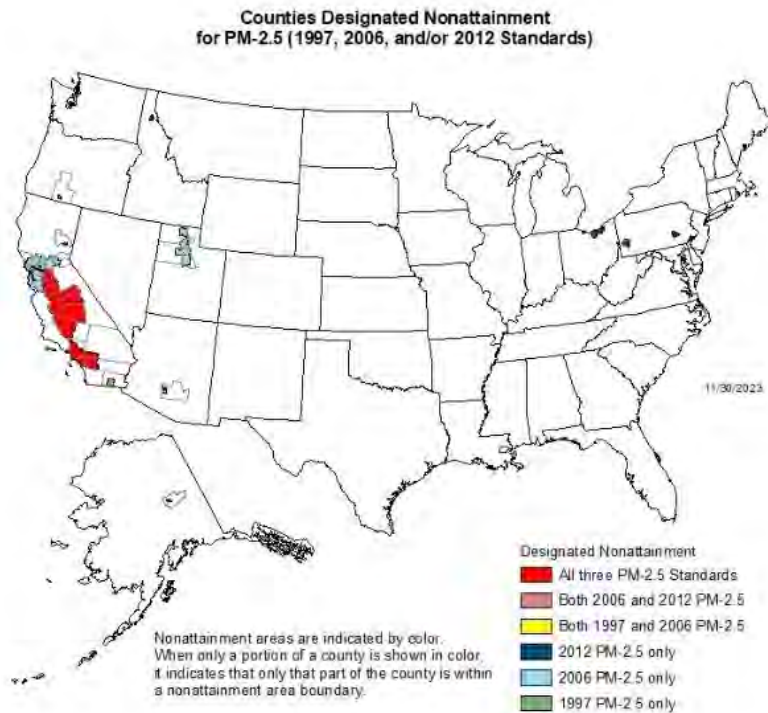 Counties Designated Nonattainment
for PM-2.5 (1997, 2006, and/or 2012 Standards)
11/30/2023
Designated Nonattainment
All three PM-2.5 Standards
Both 2006 and 2012 PM-2.5
Both 1997 and 2006 PM-2.5
2012 PM-2.5 only
2006 PM-2.5 only
1997 PM-2.5 only
Nonattainment areas are indicated by color.
When only a portion of a county is shown in color,
it indicates that only that part of the county is within
a nonattainment area boundary.